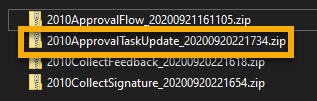 2010ApprovalFlow_20200921161105.zip
2010ApprovalTaskUpdate_20200920221734.zip
2010CollectFeedback_20200920221618.zip
2010CollectSignature_20200920221654.zip